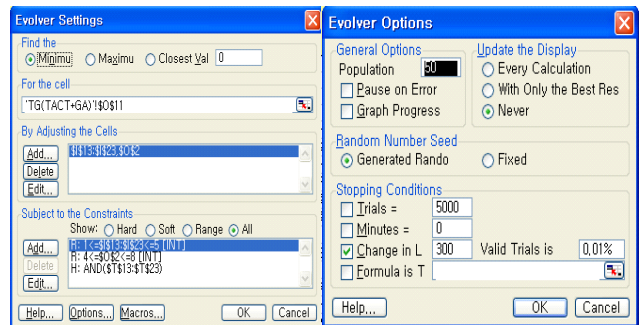 Evolver Settings
Find the
Minimu Maximu Closest Val 0
For the cell
'TG(TACT+GA)'!$O$11
By Adjusting the Cells
Add...
Delete
Edit...
$I$13:$I$23,$O$2
Subject to the Constraints
Show: Hard Soft Range All
Add...
Delete
Edit...
R: 1<=$I$13:$I$23<=5 [INT]
R: 4<=$O$2<=8 [INT]
H: AND($T$13:$T$23)
Help... Options... Macros... OK Cancel
Evolver Options
General Options
Population 50
Pause on Error
Graph Progress
Update the Display
Every Calculation
With Only the Best Res
Never
Random Number Seed
Generated Rando Fixed
Stopping Conditions
Trials = 5000
Minutes = 0
Change in L 300 Valid Trials is 0,01%
Formula is T
Help... OK Cancel